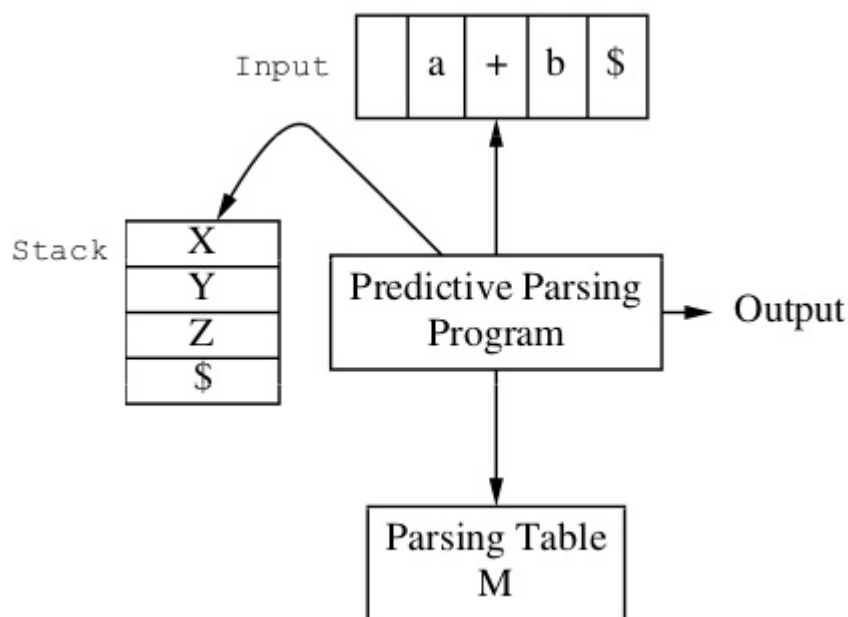 Input
a + b $
Stack
X
Y
Z
$
Predictive Parsing
Program
Output
Parsing Table
M